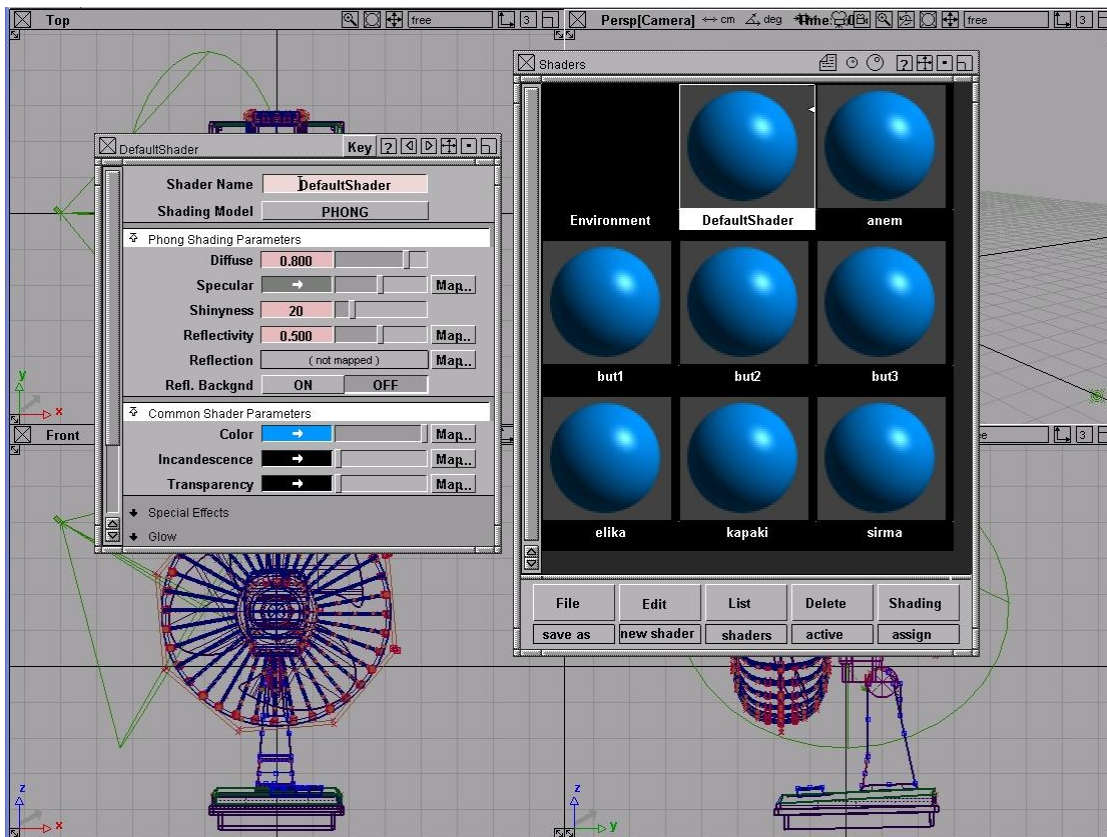 Top
free
3
Persp[Camera]
cm
deg
free
3
Shaders
?
DefaultShader
Key
?
Shader Name
DefaultShader
Shading Model
PHONG
Phong Shading Parameters
Diffuse
0.800
Specular
Map..
Shinyness
20
Reflectivity
0.500
Map..
Reflection
( not mapped )
Map..
Refl. Backgnd
ON
OFF
Common Shader Parameters
Color
Map..
Incandescence
Map..
Transparency
Map..
Special Effects
Glow
Environment
DefaultShader
anem
but1
but2
but3
elika
kapaki
sirma
File
Edit
List
Delete
Shading
save as
new shader
shaders
active
assign
y
x
Front
3
z
x
z
y